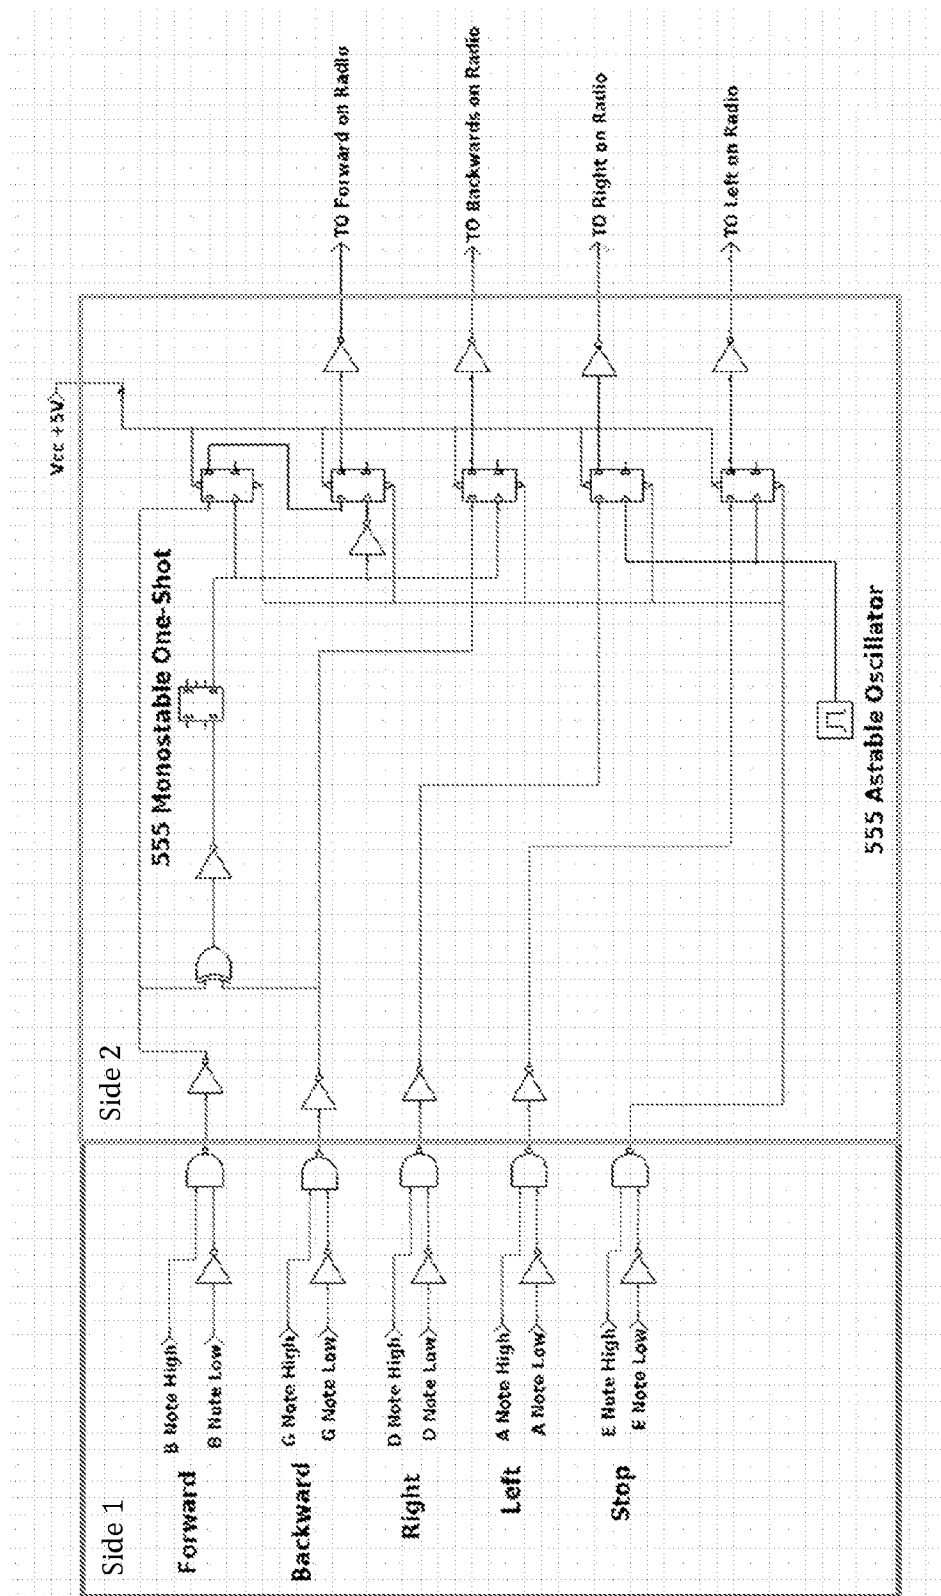 Side 1
Side 2
Forward
B Note High
B Note Low
Backward
G Note High
G Note Low
Right
D Note High
D Note Low
Left
A Note High
A Note Low
Stop
E Note High
E Note Low
555 Monostable One-Shot
555 Astable Oscillator
Vcc +5V
TO Forward on Radio
TO Backwards on Radio
TO Right on Radio
TO Left on Radio